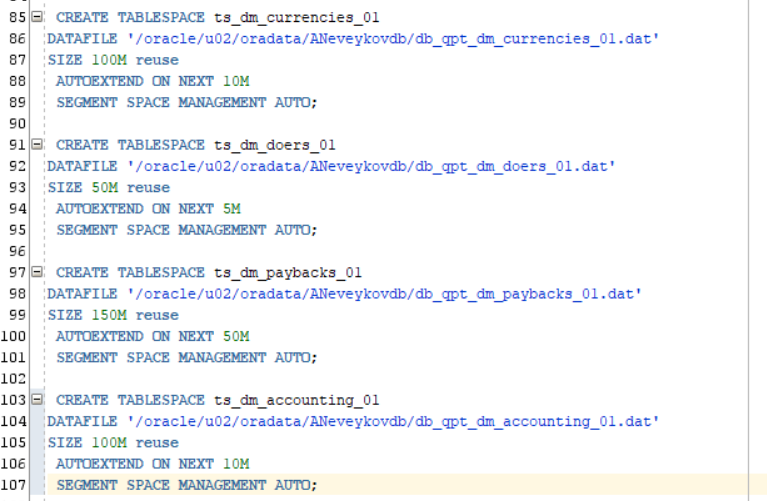 85 CREATE TABLESPACE ts_dm_currencies_01
86 DATAFILE '/oracle/u02/oradata/ANeveykovdb/db_qpt_dm_currencies_01.dat'
87 SIZE 100M reuse
88 AUTOEXTEND ON NEXT 10M
89 SEGMENT SPACE MANAGEMENT AUTO;
90
91 CREATE TABLESPACE ts_dm_doers_01
92 DATAFILE '/oracle/u02/oradata/ANeveykovdb/db_qpt_dm_doers_01.dat'
93 SIZE 50M reuse
94 AUTOEXTEND ON NEXT 5M
95 SEGMENT SPACE MANAGEMENT AUTO;
96
97 CREATE TABLESPACE ts_dm_paybacks_01
98 DATAFILE '/oracle/u02/oradata/ANeveykovdb/db_qpt_dm_paybacks_01.dat'
99 SIZE 150M reuse
100 AUTOEXTEND ON NEXT 50M
101 SEGMENT SPACE MANAGEMENT AUTO;
102
103 CREATE TABLESPACE ts_dm_accounting_01
104 DATAFILE '/oracle/u02/oradata/ANeveykovdb/db_qpt_dm_accounting_01.dat'
105 SIZE 100M reuse
106 AUTOEXTEND ON NEXT 10M
107 SEGMENT SPACE MANAGEMENT AUTO;